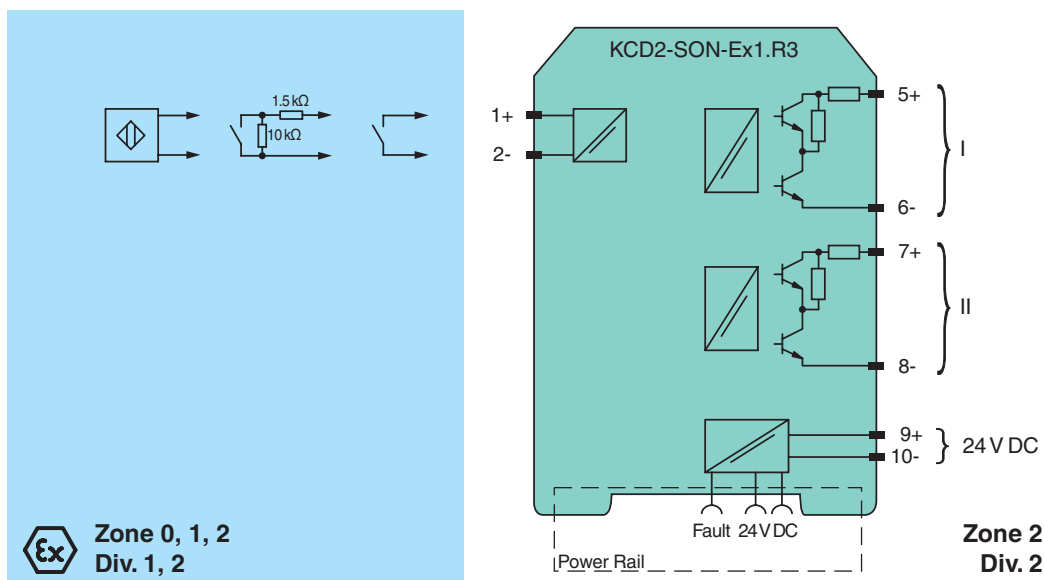 KCD2-SON-Ex1.R3
1.5 kΩ
10 kΩ
1+
2-
5+
6-
I
7+
8-
II
9+
10-
24 V DC
Fault 24 V DC
Power Rail
Ex
Zone 0, 1, 2
Div. 1, 2
Zone 2
Div. 2